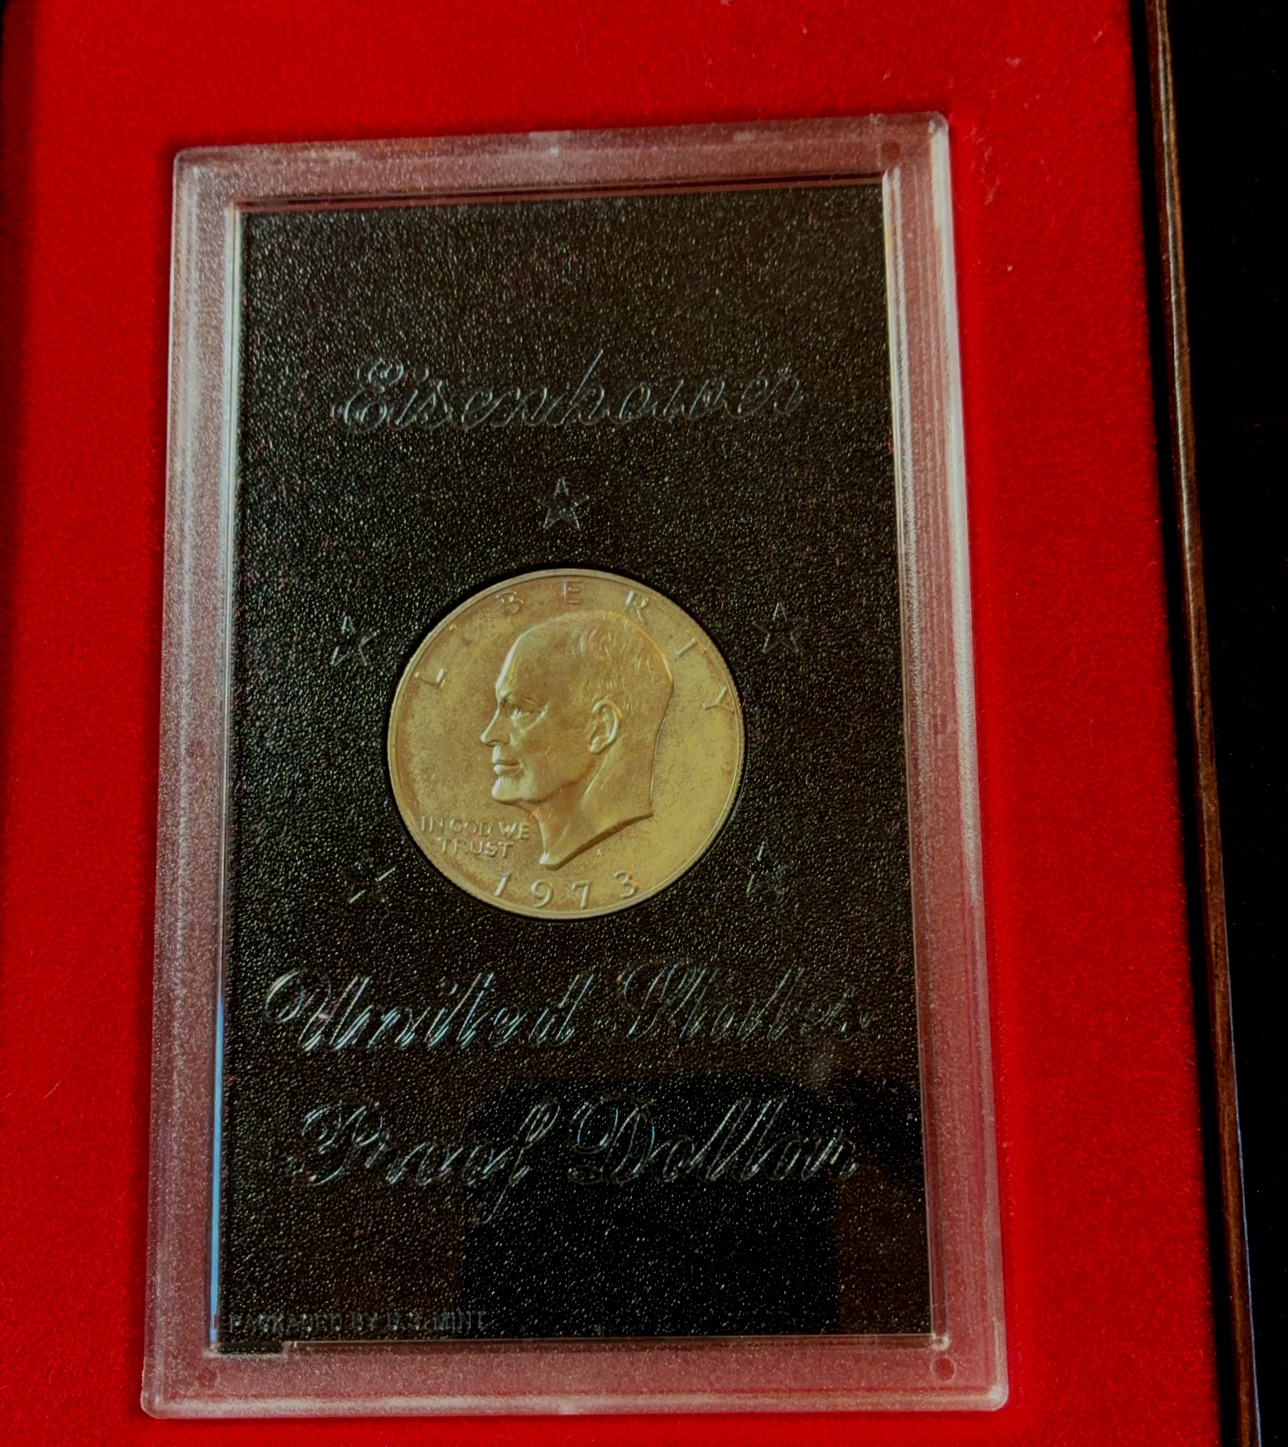 Eisenhower
LIBERTY
IN GOD WE
TRUST
1973
United States
Proof Dollar
PACKAGED BY U.S. MINT